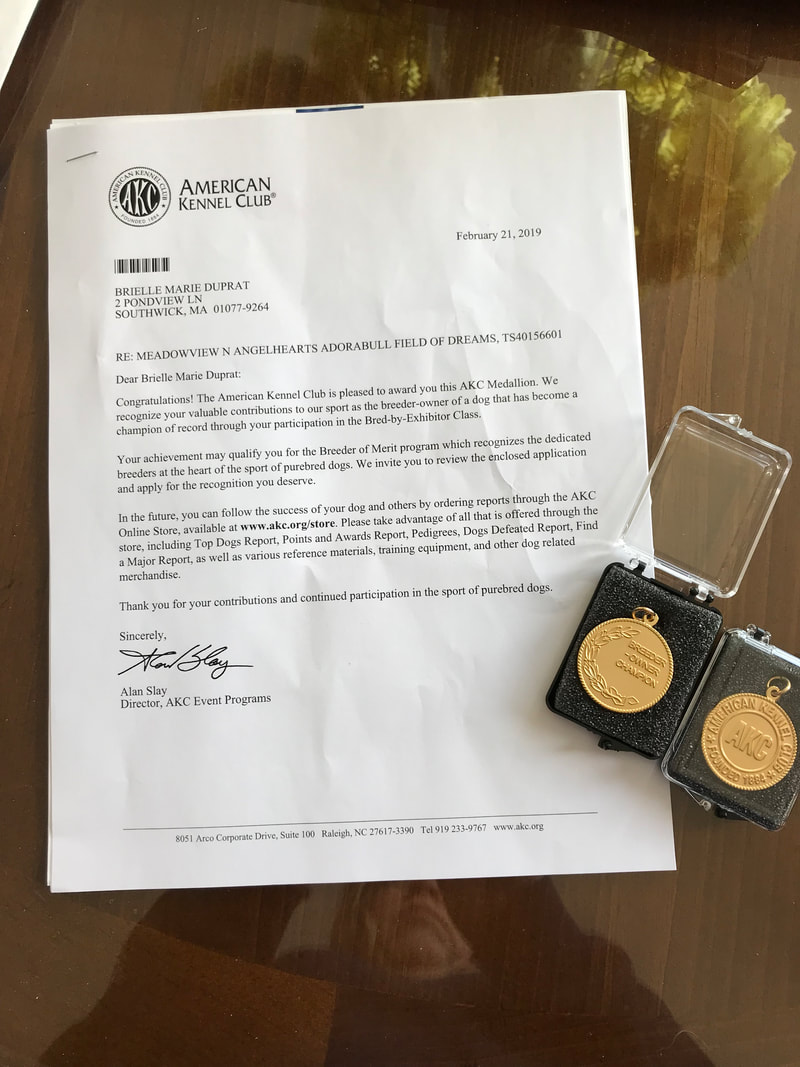 AMERICAN KENNEL CLUB
AKC
FOUNDED 1884
AMERICAN
KENNEL CLUB®
February 21, 2019
BRIELLE MARIE DUPRAT
2 PONDVIEW LN
SOUTHWICK, MA 01077-9264
RE: MEADOWVIEW N ANGELHEARTS ADORABULL FIELD OF DREAMS, TS40156601
Dear Brielle Marie Duprat:
Congratulations! The American Kennel Club is pleased to award you this AKC Medallion. We
recognize your valuable contributions to our sport as the breeder-owner of a dog that has become a
champion of record through your participation in the Bred-by-Exhibitor Class.
Your achievement may qualify you for the Breeder of Merit program which recognizes the dedicated
breeders at the heart of the sport of purebred dogs. We invite you to review the enclosed application
and apply for the recognition you deserve.
In the future, you can follow the success of your dog and others by ordering reports through the AKC
Online Store, available at www.akc.org/store. Please take advantage of all that is offered through the
store, including Top Dogs Report, Points and Awards Report, Pedigrees, Dogs Defeated Report, Find
a Major Report, as well as various reference materials, training equipment, and other dog related
merchandise.
Thank you for your contributions and continued participation in the sport of purebred dogs.
Sincerely,
Alan Slay
Alan Slay
Director, AKC Event Programs
8051 Arco Corporate Drive, Suite 100 Raleigh, NC 27617-3390 Tel 919 233-9767 www.akc.org
BREEDER
OWNER
CHAMPION
AMERICAN KENNEL CLUB
AKC
FOUNDED 1884